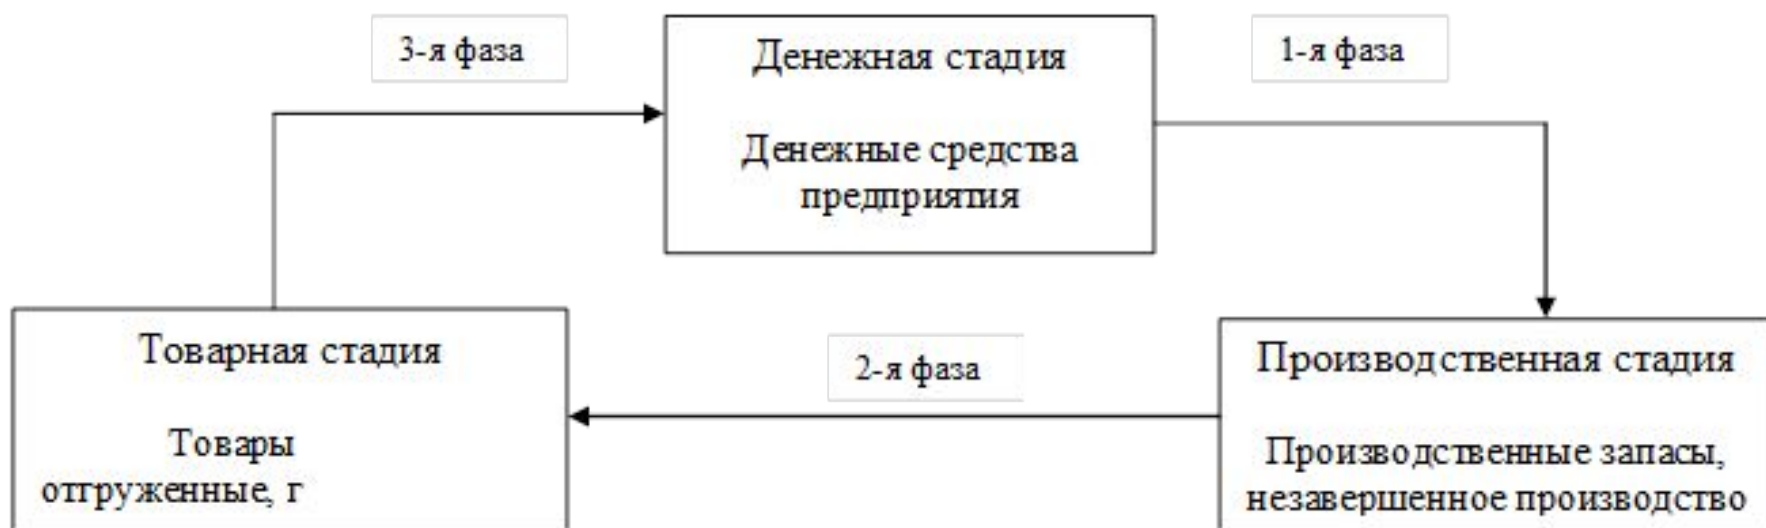 3-я фаза
Денежная стадия
1-я фаза
Денежные средства
предприятия
Товарная стадия
2-я фаза
Производственная стадия
Товары
отгруженные, г
Производственные запасы,
незавершенное производство